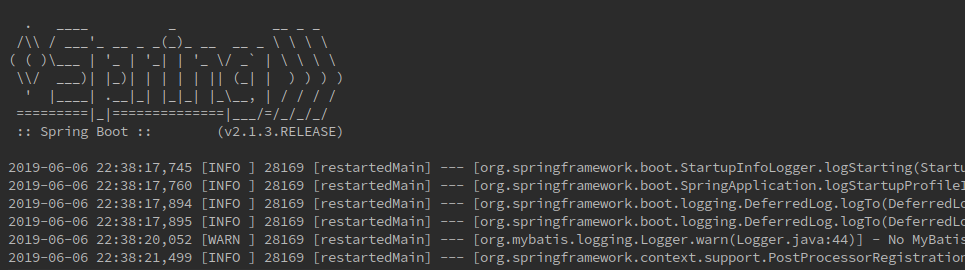 .   ____          _            __ _ _
 /\\ / ___'_ __ _ _(_)_ __  __ _ \ \ \ \
( ( )\___ | '_ | '_| | '_ \/ _` | \ \ \ \
 \\/  ___)| |_)| | | | | || (_| |  ) ) ) )
  '  |____| .__|_| |_|_| |_\__, | / / / /
 =========|_|==============|___/=/_/_/_/
 :: Spring Boot ::        (v2.1.3.RELEASE)
2019-06-06 22:38:17,745 [INFO ] 28169 [restartedMain] --- [org.springframework.boot.StartupInfoLogger.logStarting(Startu
2019-06-06 22:38:17,760 [INFO ] 28169 [restartedMain] --- [org.springframework.boot.SpringApplication.logStartupProfileI
2019-06-06 22:38:17,894 [INFO ] 28169 [restartedMain] --- [org.springframework.boot.logging.DeferredLog.logTo(DeferredLo
2019-06-06 22:38:17,895 [INFO ] 28169 [restartedMain] --- [org.springframework.boot.logging.DeferredLog.logTo(DeferredLo
2019-06-06 22:38:20,052 [WARN ] 28169 [restartedMain] --- [org.mybatis.logging.Logger.warn(Logger.java:44)] - No MyBatis
2019-06-06 22:38:21,499 [INFO ] 28169 [restartedMain] --- [org.springframework.context.support.PostProcessorRegistration